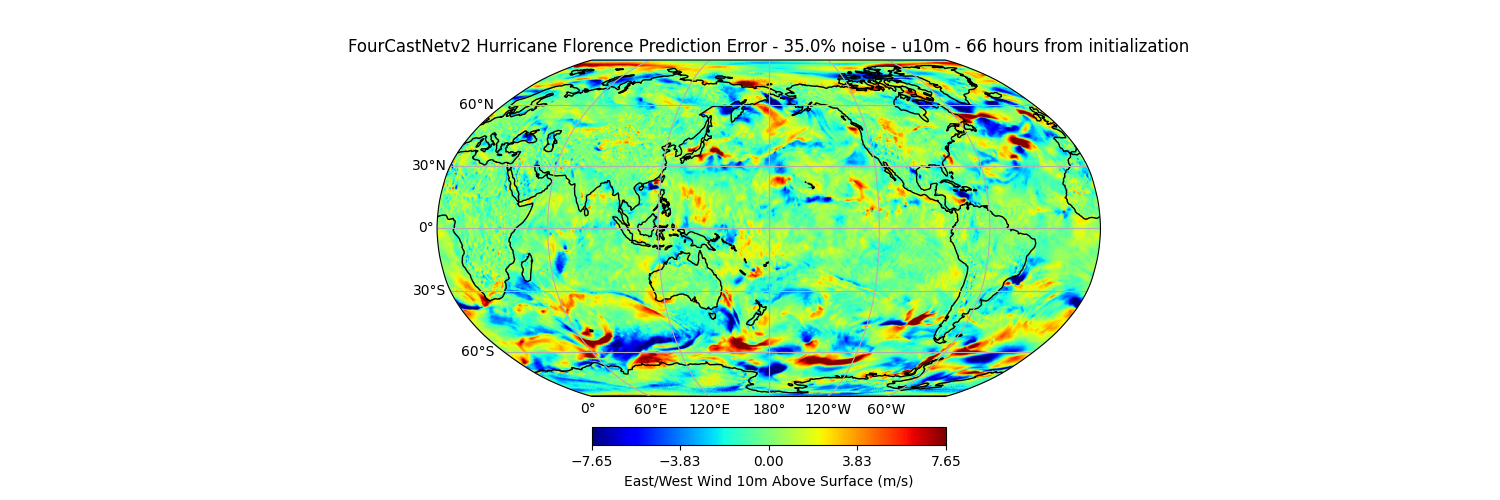 FourCastNetv2 Hurricane Florence Prediction Error - 35.0% noise - u10m - 66 hours from initialization
60°N
30°N
0°
30°S
60°S
0° 60°E 120°E 180° 120°W 60°W
−7.65 −3.83 0.00 3.83 7.65
East/West Wind 10m Above Surface (m/s)